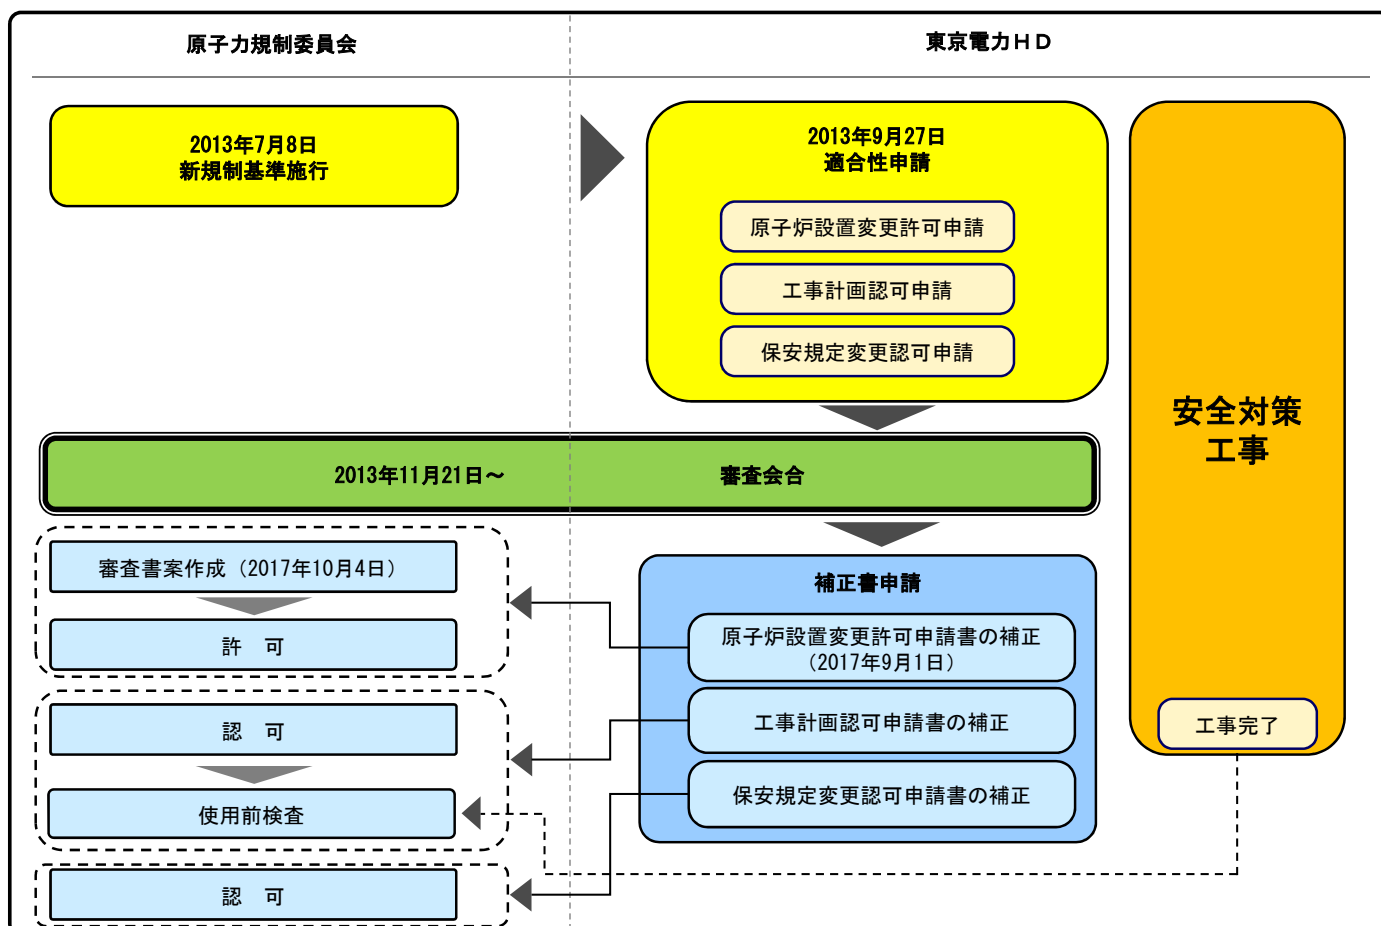 原子力規制委員会
東京電力HD
2013年7月8日
新規制基準施行
2013年9月27日
適合性申請
原子炉設置変更許可申請
工事計画認可申請
保安規定変更認可申請
安全対策
工事
2013年11月21日～ 審査会合
審査書案作成（2017年10月4日）
許　可
認　可
使用前検査
認　可
補正書申請
原子炉設置変更許可申請書の補正
（2017年9月1日）
工事計画認可申請書の補正
保安規定変更認可申請書の補正
工事完了